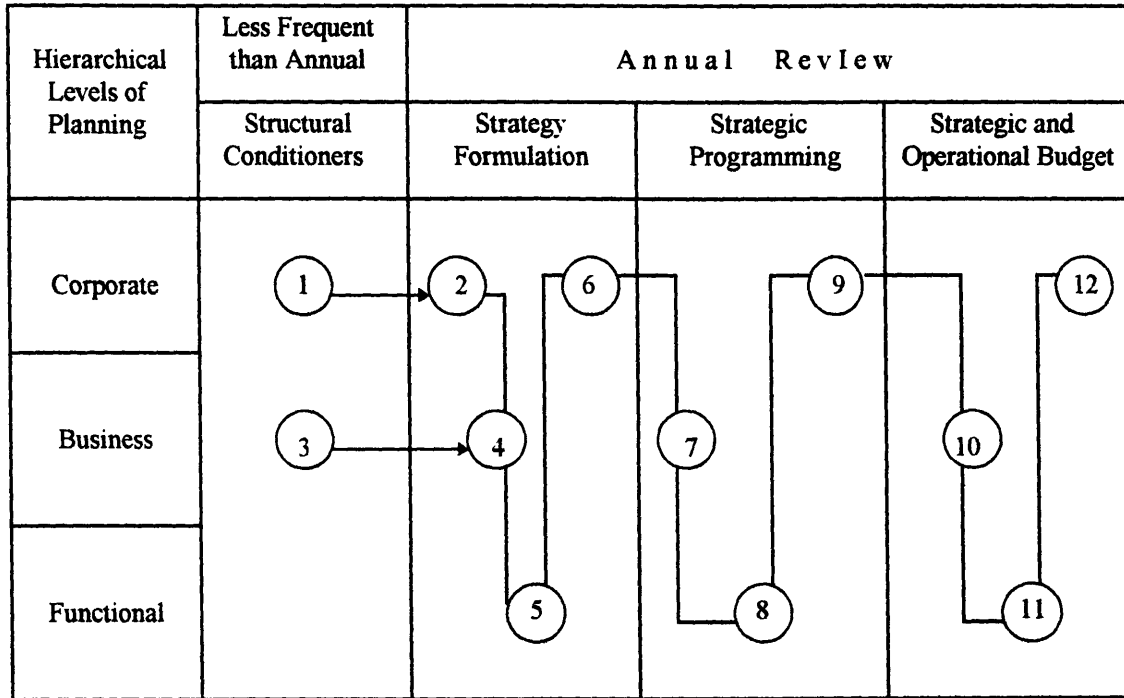 Hierarchical
Levels of
Planning
Less Frequent
than Annual
Annual RevIew
Structural
Conditioners
Strategy
Formulation
Strategic
Programming
Strategic and
Operational Budget
Corporate
1
2
6
9
12
Business
3
4
7
10
Functional
5
8
11